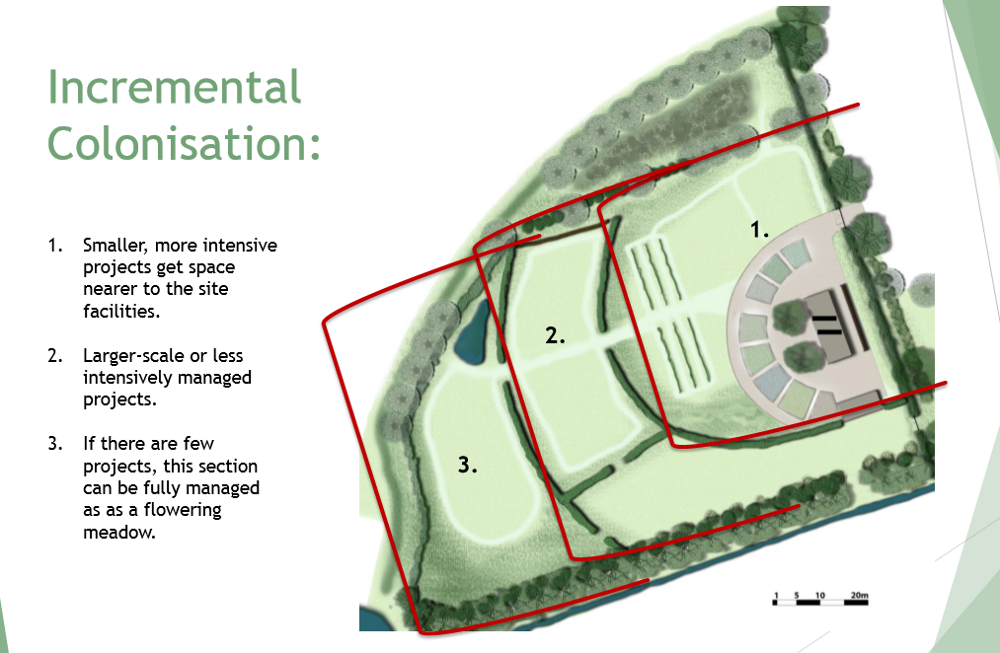 Incremental
Colonisation:
1. Smaller, more intensive
projects get space
nearer to the site
facilities.
2. Larger-scale or less
intensively managed
projects.
3. If there are few
projects, this section
can be fully managed
as as a flowering
meadow.
1.
2.
3.
1 5 10 20m